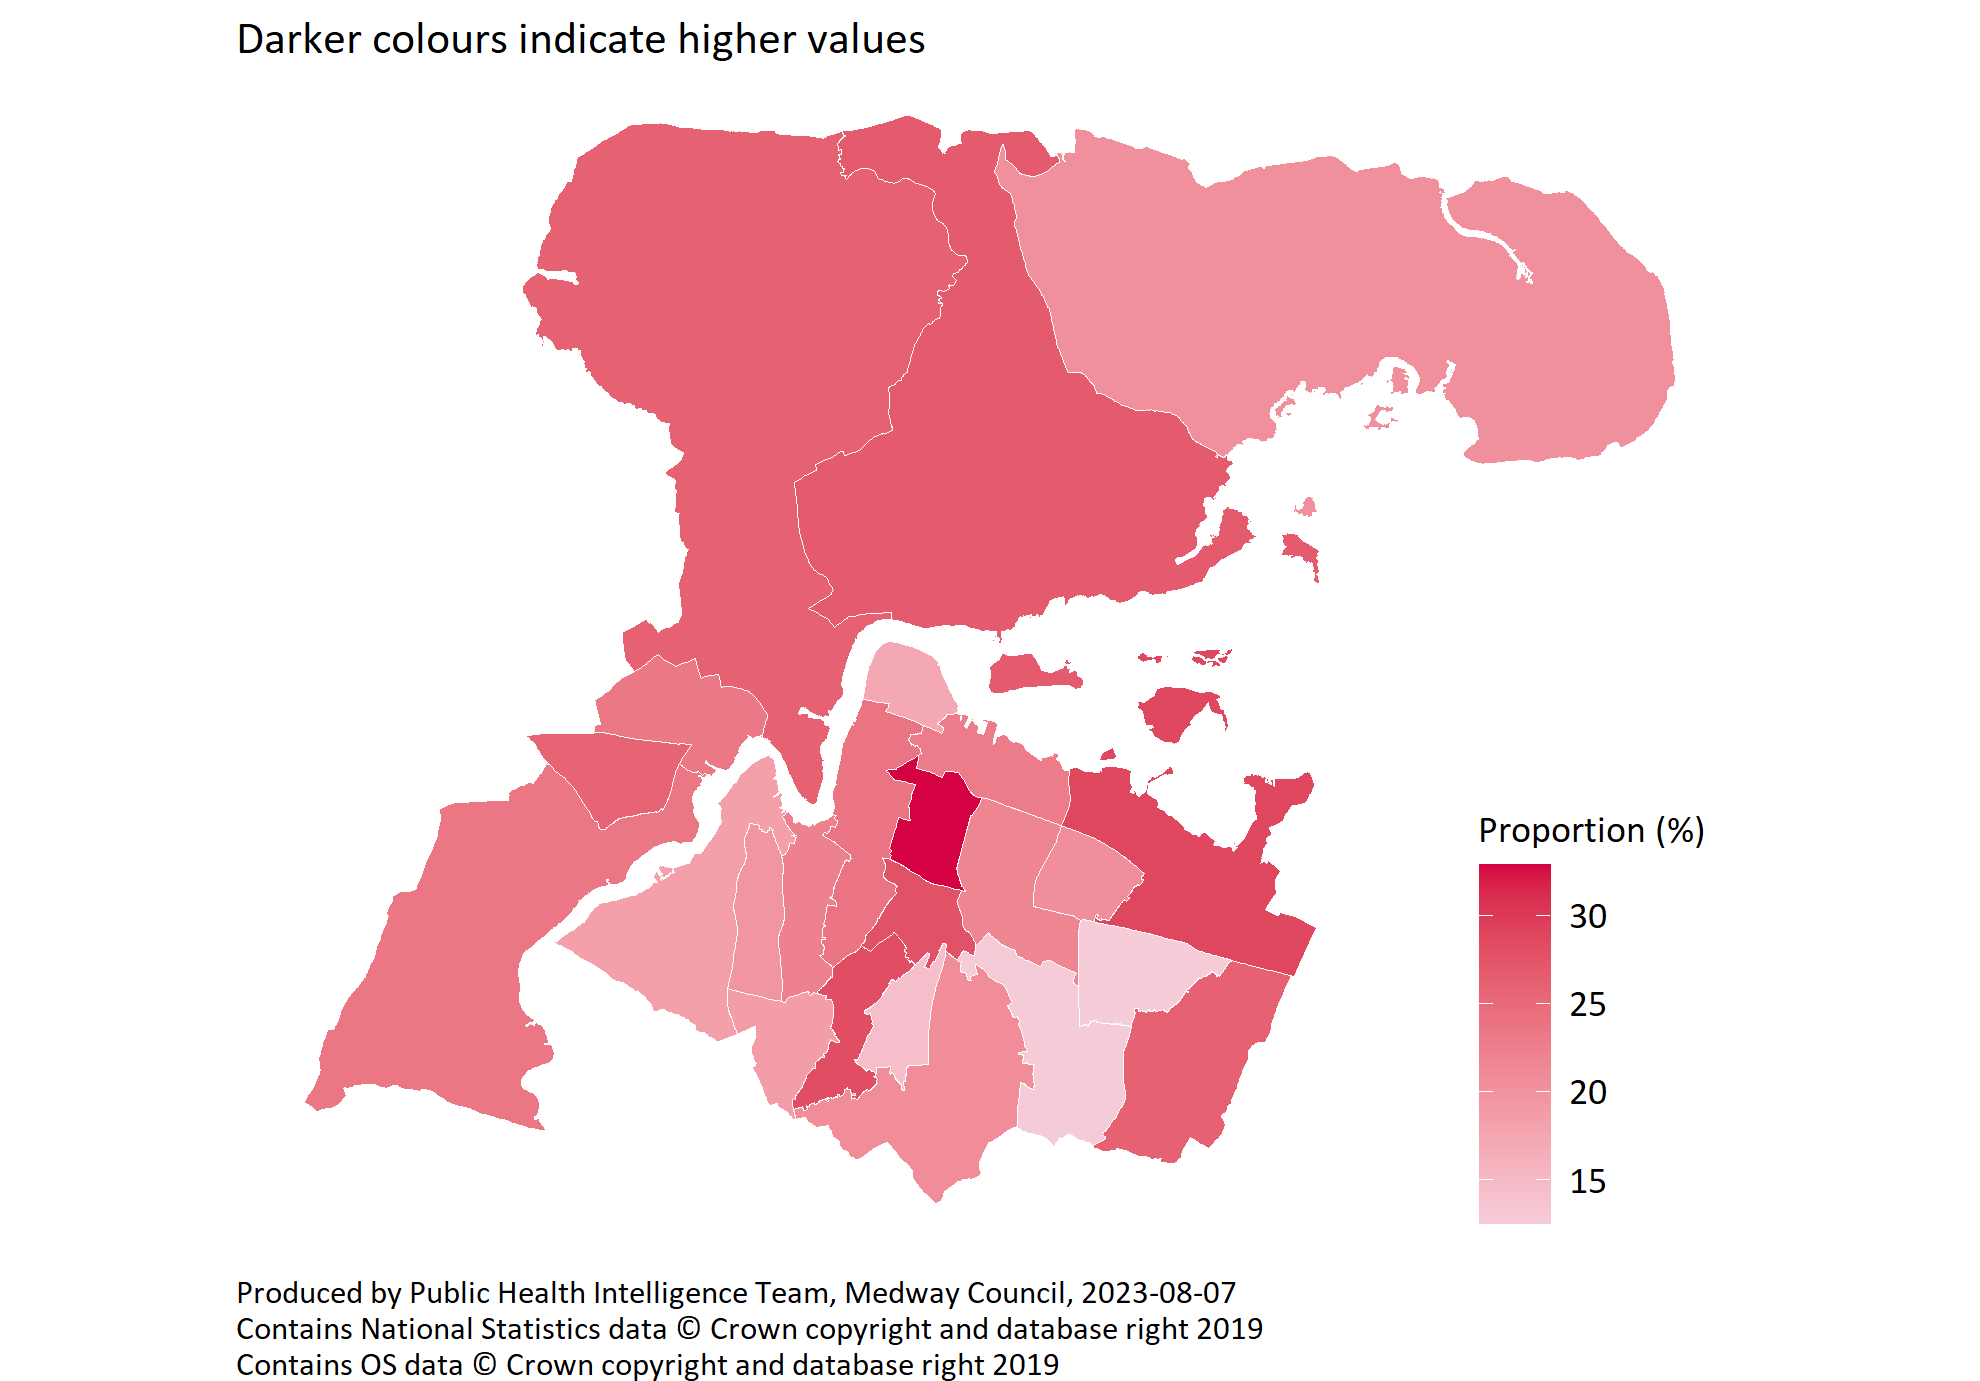 Darker colours indicate higher values
Proportion (%)
30
25
20
15
Produced by Public Health Intelligence Team, Medway Council, 2023-08-07
Contains National Statistics data © Crown copyright and database right 2019
Contains OS data © Crown copyright and database right 2019